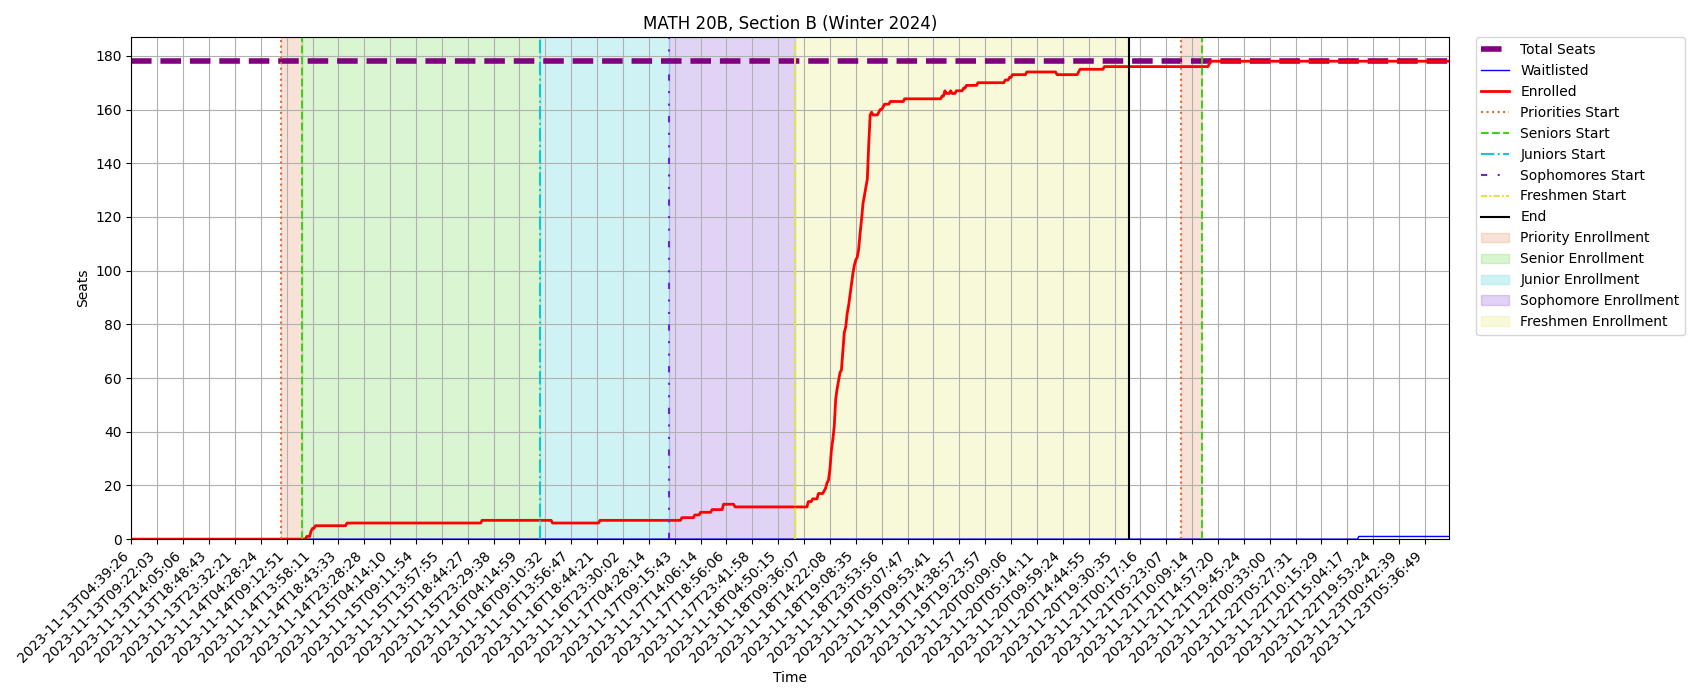 MATH 20B, Section B (Winter 2024)
Seats
180
160
140
120
100
80
60
40
20
0
2023-11-13T04:39:26
2023-11-13T09:22:03
2023-11-13T14:05:06
2023-11-13T18:48:43
2023-11-13T23:32:21
2023-11-14T04:28:24
2023-11-14T09:12:51
2023-11-14T13:58:11
2023-11-14T18:43:33
2023-11-14T23:28:28
2023-11-15T04:14:10
2023-11-15T09:11:54
2023-11-15T13:57:55
2023-11-15T18:44:27
2023-11-15T23:29:38
2023-11-16T04:14:59
2023-11-16T09:10:32
2023-11-16T13:56:47
2023-11-16T18:44:21
2023-11-16T23:30:02
2023-11-17T04:28:14
2023-11-17T09:15:43
2023-11-17T14:06:14
2023-11-17T18:56:06
2023-11-17T23:41:58
2023-11-18T04:50:15
2023-11-18T09:36:07
2023-11-18T14:22:08
2023-11-18T19:08:35
2023-11-18T23:53:56
2023-11-19T05:07:47
2023-11-19T09:53:41
2023-11-19T14:38:57
2023-11-19T19:23:57
2023-11-20T00:09:06
2023-11-20T05:14:11
2023-11-20T09:59:24
2023-11-20T14:44:55
2023-11-20T19:30:35
2023-11-21T00:17:16
2023-11-21T05:23:07
2023-11-21T10:09:14
2023-11-21T14:57:20
2023-11-21T19:45:24
2023-11-22T00:33:00
2023-11-22T05:27:31
2023-11-22T10:15:29
2023-11-22T15:04:17
2023-11-22T19:53:24
2023-11-23T00:42:39
2023-11-23T05:36:49
Time
Total Seats
Waitlisted
Enrolled
Priorities Start
Seniors Start
Juniors Start
Sophomores Start
Freshmen Start
End
Priority Enrollment
Senior Enrollment
Junior Enrollment
Sophomore Enrollment
Freshmen Enrollment